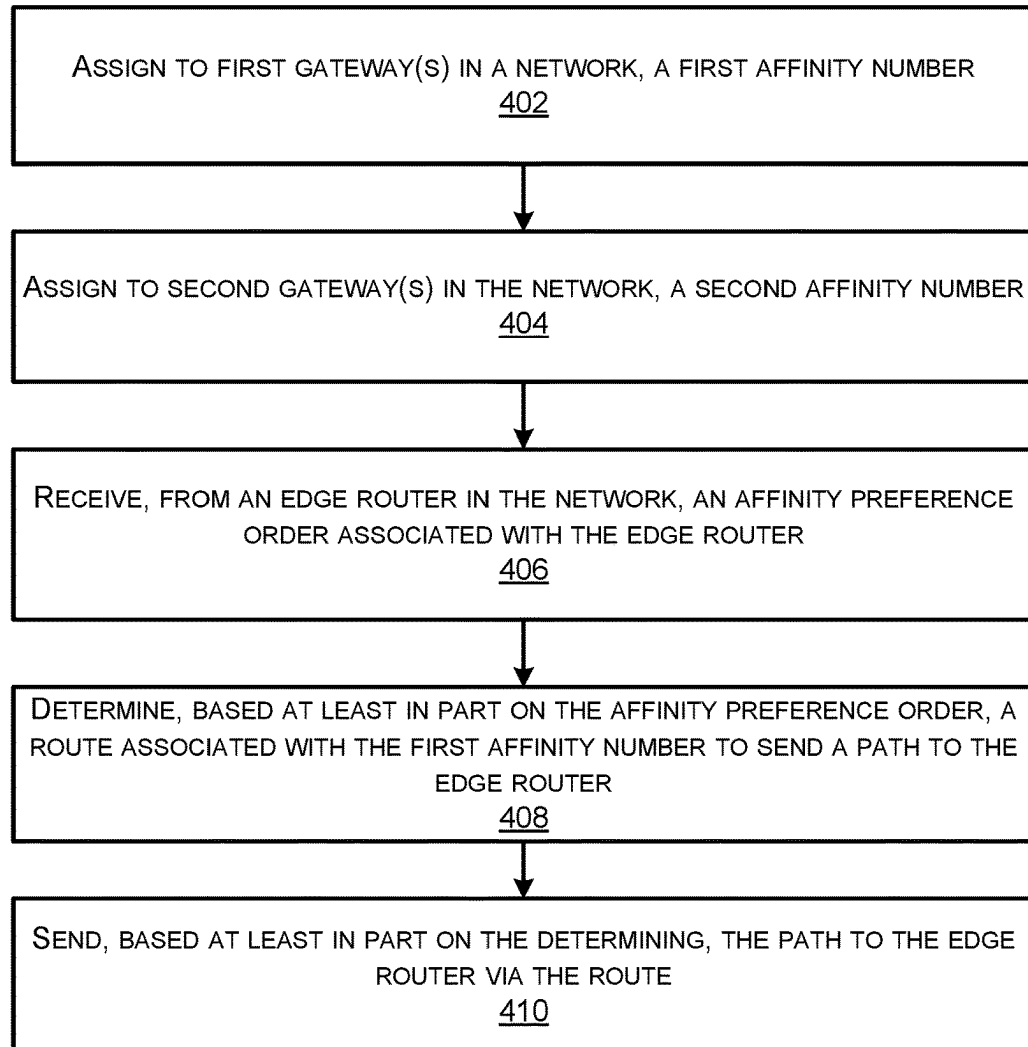 ASSIGN TO FIRST GATEWAY(S) IN A NETWORK, A FIRST AFFINITY NUMBER
402
ASSIGN TO SECOND GATEWAY(S) IN THE NETWORK, A SECOND AFFINITY NUMBER
404
RECEIVE, FROM AN EDGE ROUTER IN THE NETWORK, AN AFFINITY PREFERENCE
ORDER ASSOCIATED WITH THE EDGE ROUTER
406
DETERMINE, BASED AT LEAST IN PART ON THE AFFINITY PREFERENCE ORDER, A
ROUTE ASSOCIATED WITH THE FIRST AFFINITY NUMBER TO SEND A PATH TO THE
EDGE ROUTER
408
SEND, BASED AT LEAST IN PART ON THE DETERMINING, THE PATH TO THE EDGE
ROUTER VIA THE ROUTE
410